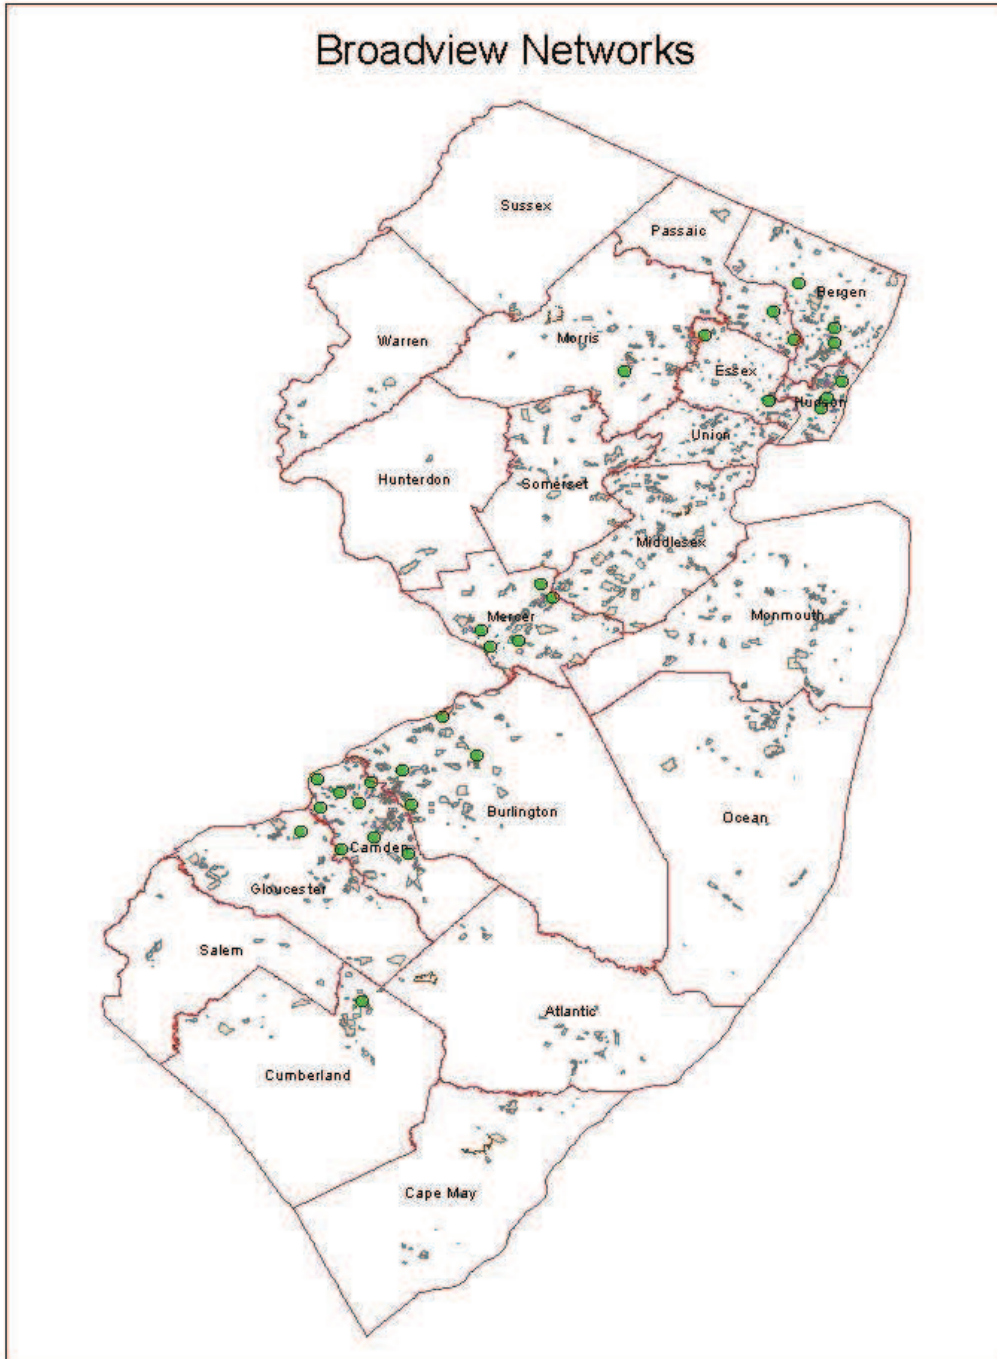 Broadview Networks
Sussex
Passaic
Bergen
Warren
Morris
Essex
Hudson
Union
Hunterdon
Somerset
Middlesex
Mercer
Monmouth
Burlington
Ocean
Camden
Gloucester
Salem
Atlantic
Cumberland
Cape May